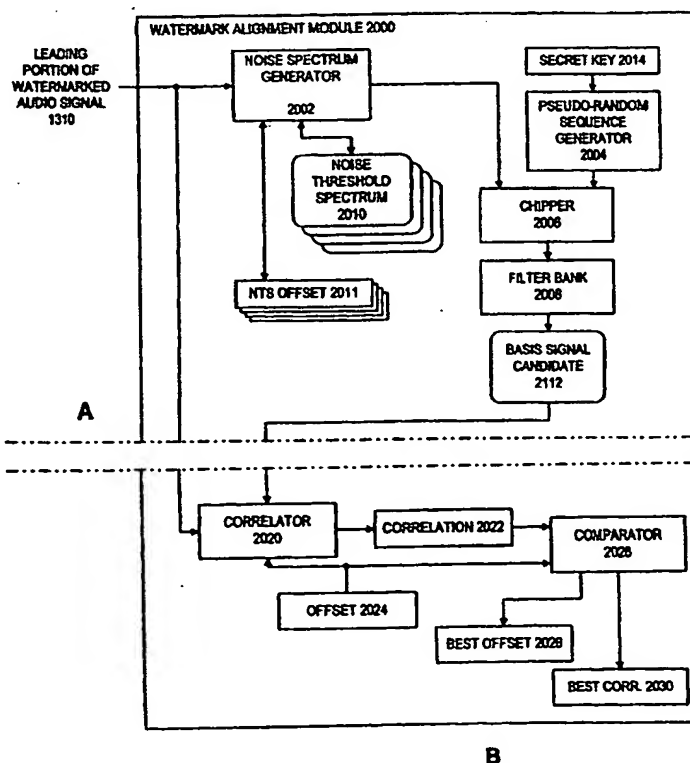 WATERMARK ALIGNMENT MODULE 2000
LEADING
PORTION OF
WATERMARKED
AUDIO SIGNAL
1310
NOISE SPECTRUM
GENERATOR
2002
SECRET KEY 2014
PSEUDO-RANDOM
SEQUENCE
GENERATOR
2004
NOISE
THRESHOLD
SPECTRUM
2010
CHIPPER
2006
NTS OFFSET 2011
FILTER BANK
2008
BASIS SIGNAL
CANDIDATE
2112
A
CORRELATOR
2020
CORRELATION 2022
COMPARATOR
2026
OFFSET 2024
BEST OFFSET 2028
BEST CORR. 2030
B